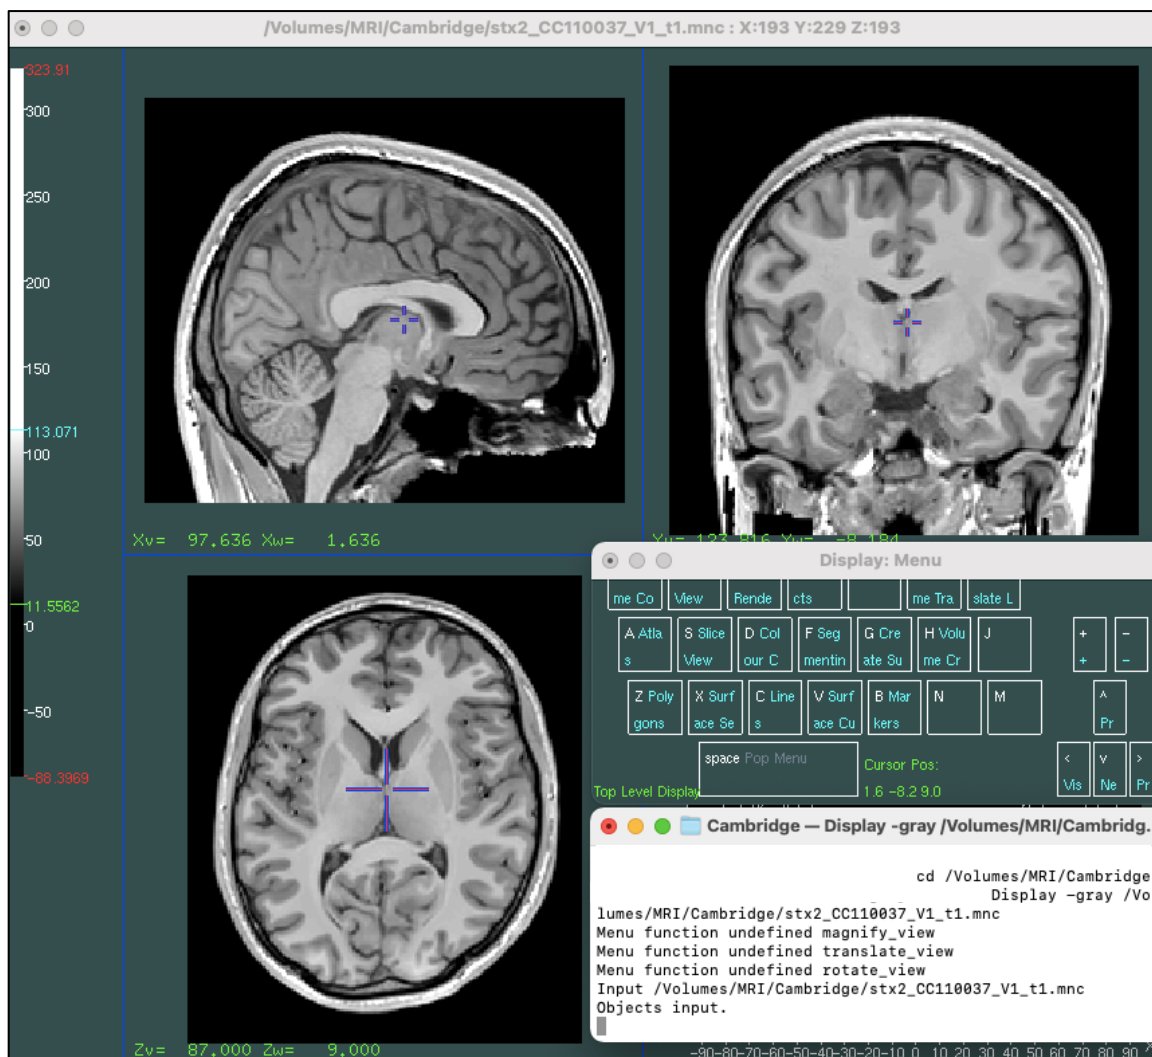 /Volumes/MRI/Cambridge/stx2_CC110037_V1_t1.mnc : X:193 Y:229 Z:193
323.91
300
250
200
150
113.071
100
50
11.5562
0
-50
-88.3969
Xv= 97.636 Xw= 1.636
Yv= 123.816 Yw= -8.184
Zv= 87.000 Zw= 9.000
Display: Menu
me Co
View
Rende
cts
me Tra
slate L
A Atla
s
S Slice
View
D Col
our C
F Seg
mentin
G Cre
ate Su
H Volu
me Cr
J
+
+
-
-
Z Poly
gons
X Surf
ace Se
C Line
s
V Surf
ace Cu
B Mar
kers
N
M
^
Pr
space Pop Menu
Cursor Pos:
Top Level Display
1.6 -8.2 9.0
<
Vis
v
Ne
>
Pr
Cambridge — Display -gray /Volumes/MRI/Cambridg.
cd /Volumes/MRI/Cambridge
Display -gray /Vo
lumes/MRI/Cambridge/stx2_CC110037_V1_t1.mnc
Menu function undefined magnify_view
Menu function undefined translate_view
Menu function undefined rotate_view
Input /Volumes/MRI/Cambridge/stx2_CC110037_V1_t1.mnc
Objects input.
-90-80-70-60-50-40-30-20-10 0 10 20 30 40 50 60 70 80 90